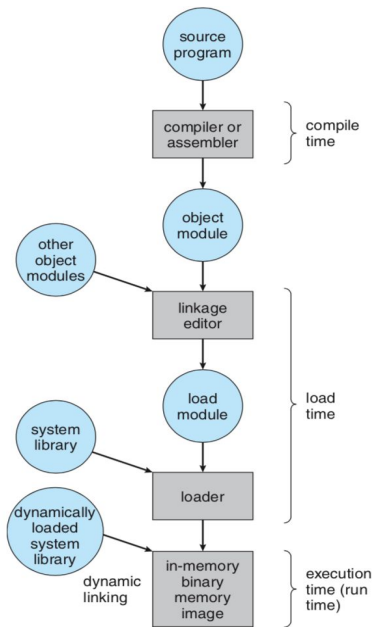 source
program
compiler or
assembler
compile
time
object
module
other
object
modules
linkage
editor
load
module
load
time
system
library
loader
dynamically
loaded
system
library
dynamic
linking
in-memory
binary
memory
image
execution
time (run
time)